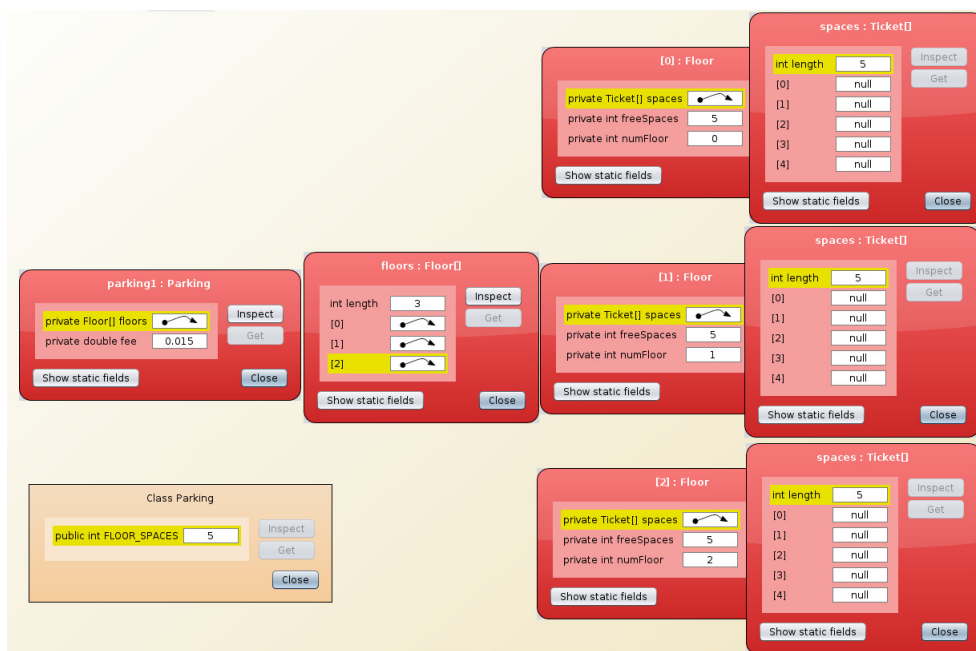 [0] : Floor
private Ticket[] spaces
private int freeSpaces 5
private int numFloor 0
Show static fields
spaces : Ticket[]
int length 5
[0] null
[1] null
[2] null
[3] null
[4] null
Inspect
Get
Show static fields
Close
parking1 : Parking
private Floor[] floors
private double fee 0.015
Inspect
Get
Show static fields
Close
floors : Floor[]
int length 3
[0]
[1]
[2]
Inspect
Get
Show static fields
Close
[1] : Floor
private Ticket[] spaces
private int freeSpaces 5
private int numFloor 1
Show static fields
spaces : Ticket[]
int length 5
[0] null
[1] null
[2] null
[3] null
[4] null
Inspect
Get
Show static fields
Close
Class Parking
public int FLOOR_SPACES 5
Inspect
Get
Close
[2] : Floor
private Ticket[] spaces
private int freeSpaces 5
private int numFloor 2
Show static fields
spaces : Ticket[]
int length 5
[0] null
[1] null
[2] null
[3] null
[4] null
Inspect
Get
Show static fields
Close